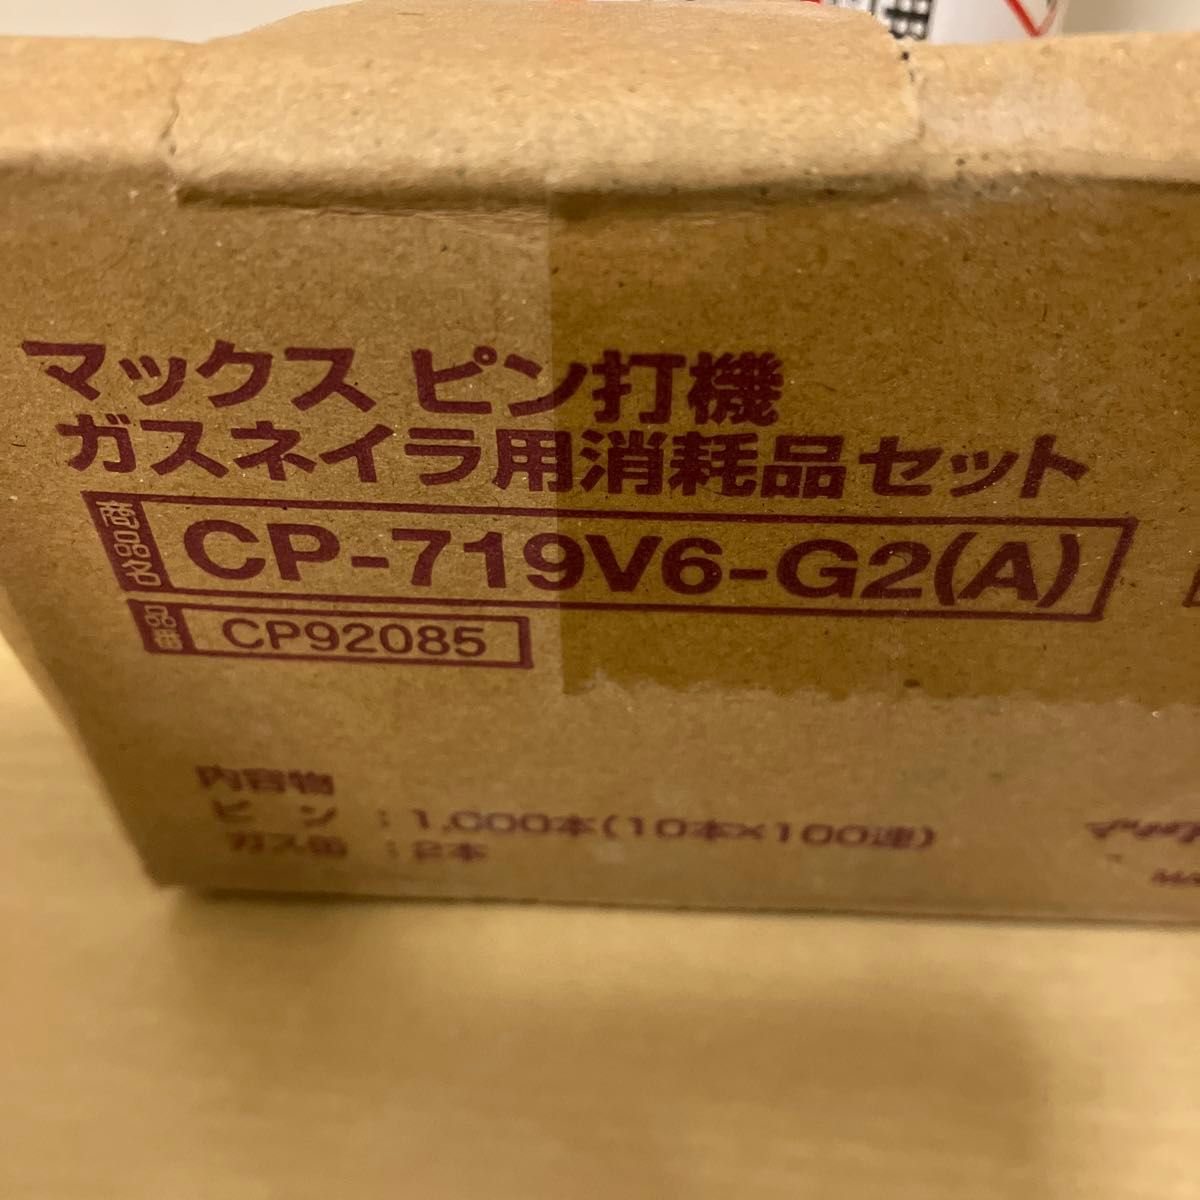 マックス ピン打機
ガスネイラ用消耗品セット
商品名 CP-719V6-G2(A)
品番 CP92085
内容物
ピン : 1,000本(10本×100連)
ガス缶 : 2本